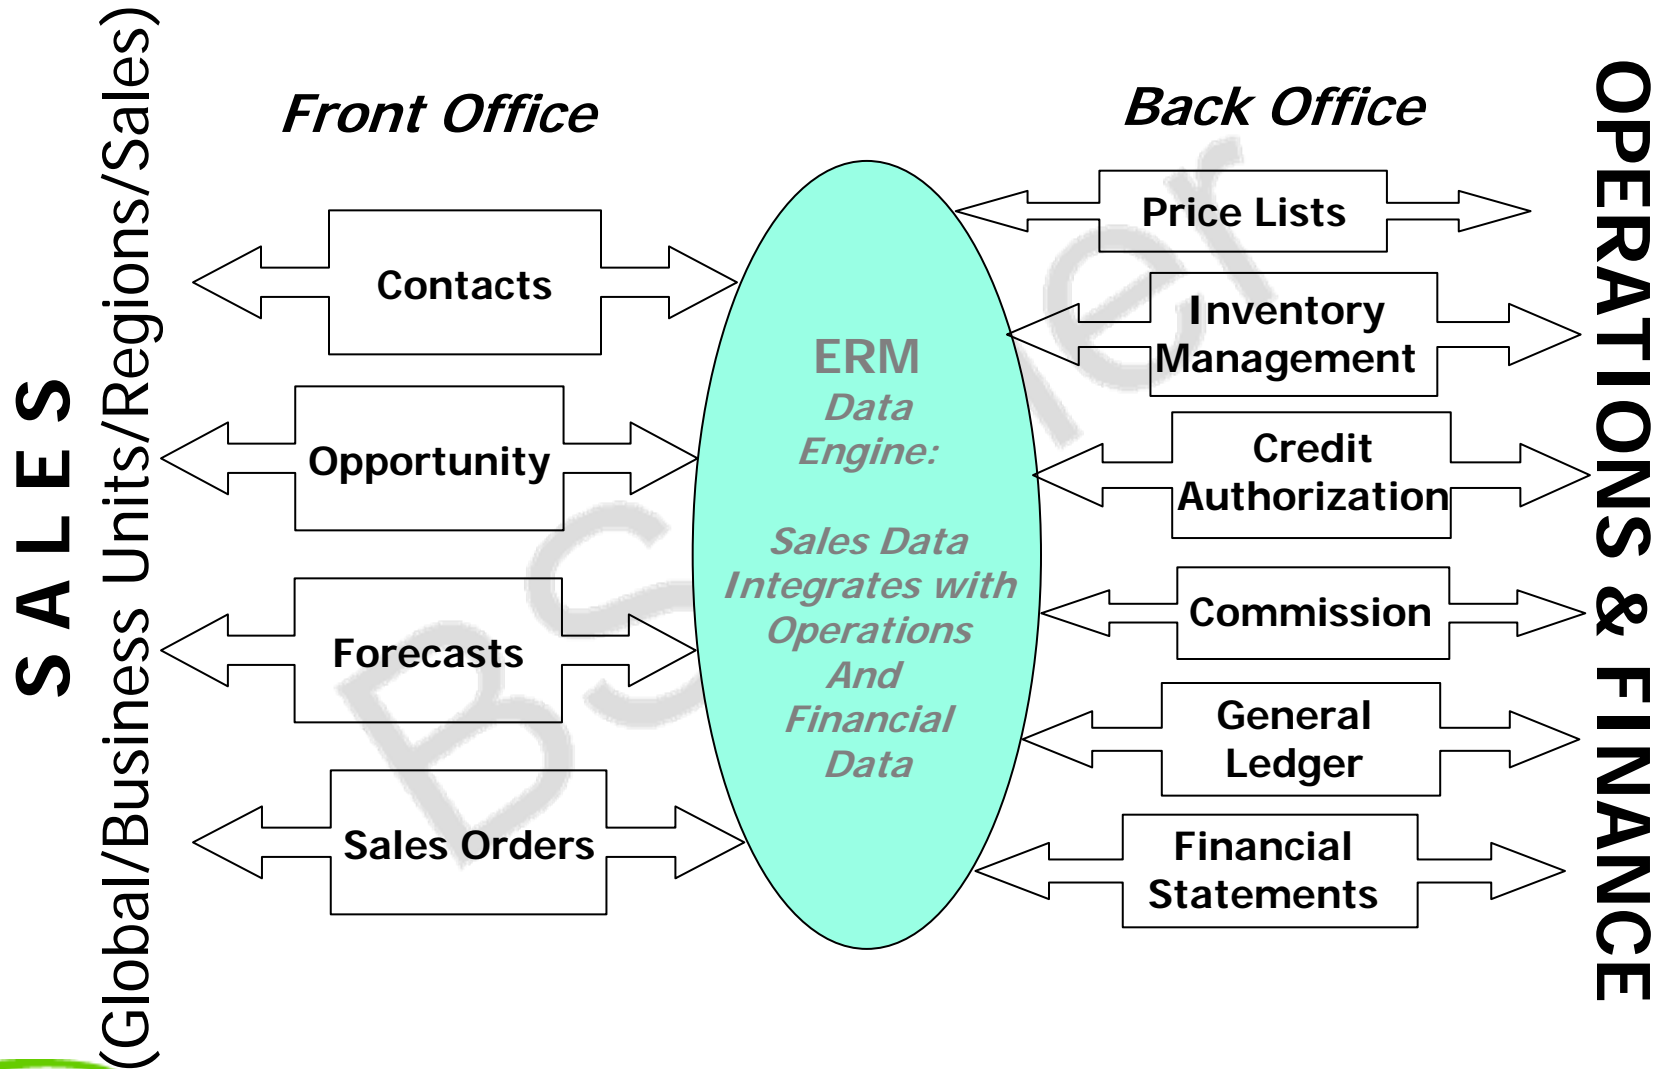 SALES
(Global/Business Units/Regions/Sales)
Front Office
Contacts
Opportunity
Forecasts
Sales Orders
ERM
Data
Engine:
Sales Data
Integrates with
Operations
And
Financial
Data
Back Office
Price Lists
Inventory
Management
Credit
Authorization
Commission
General
Ledger
Financial
Statements
OPERATIONS & FINANCE